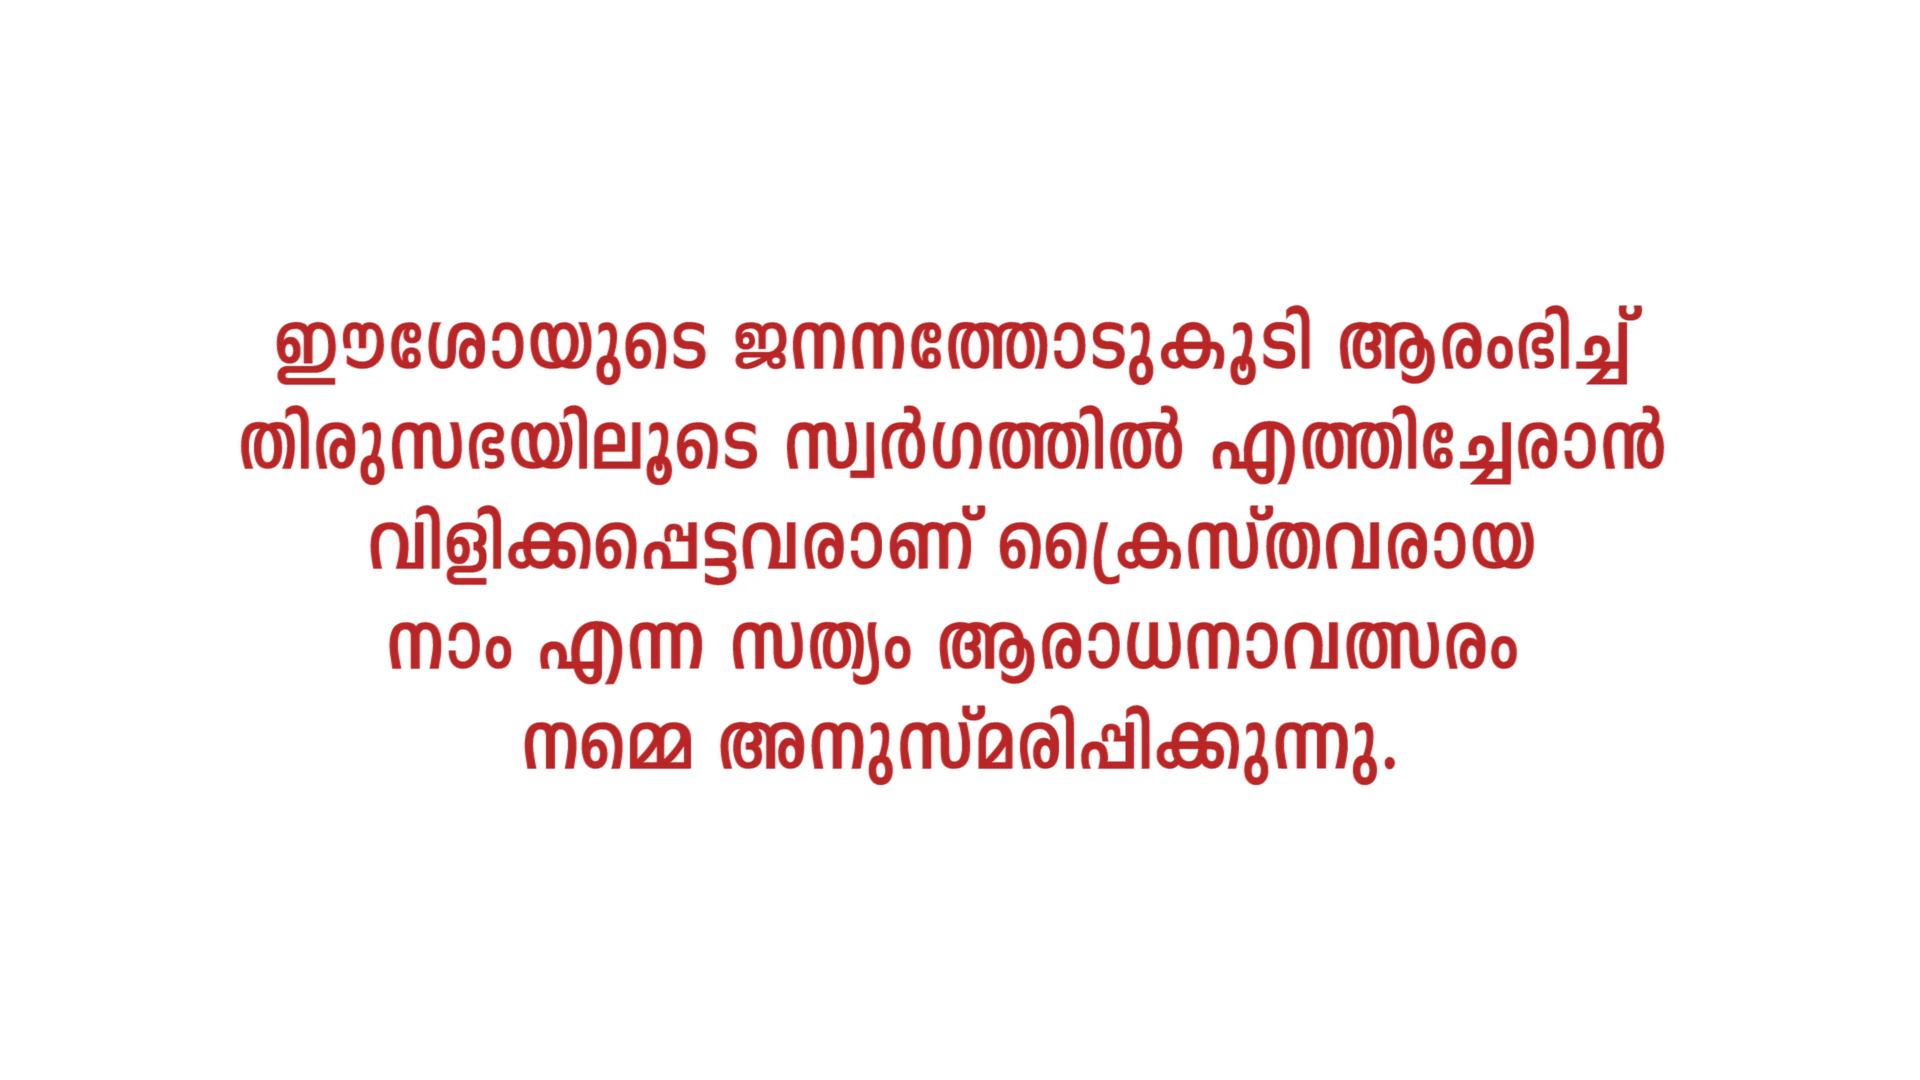 ഈശോയുടെ ജനനത്തോടുകൂടി ആരംഭിച്ച്
തിരുസഭയിലൂടെ സ്വർഗത്തിൽ എത്തിച്ചേരാൻ
വിളിക്കപ്പെട്ടവരാണ് ക്രൈസ്തവരായ
നാം എന്ന സത്യം ആരാധനാവത്സരം
നമ്മെ അനുസ്മരിപ്പിക്കുന്നു.